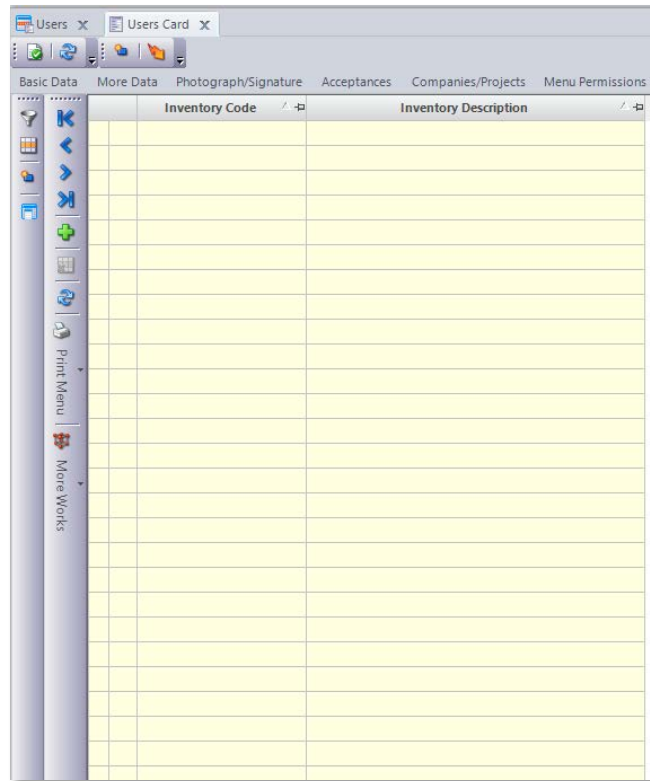 Users X Users Card X
Basic Data More Data Photograph/Signature Acceptances Companies/Projects Menu Permissions
Inventory Code Inventory Description
Print Menu
More Works